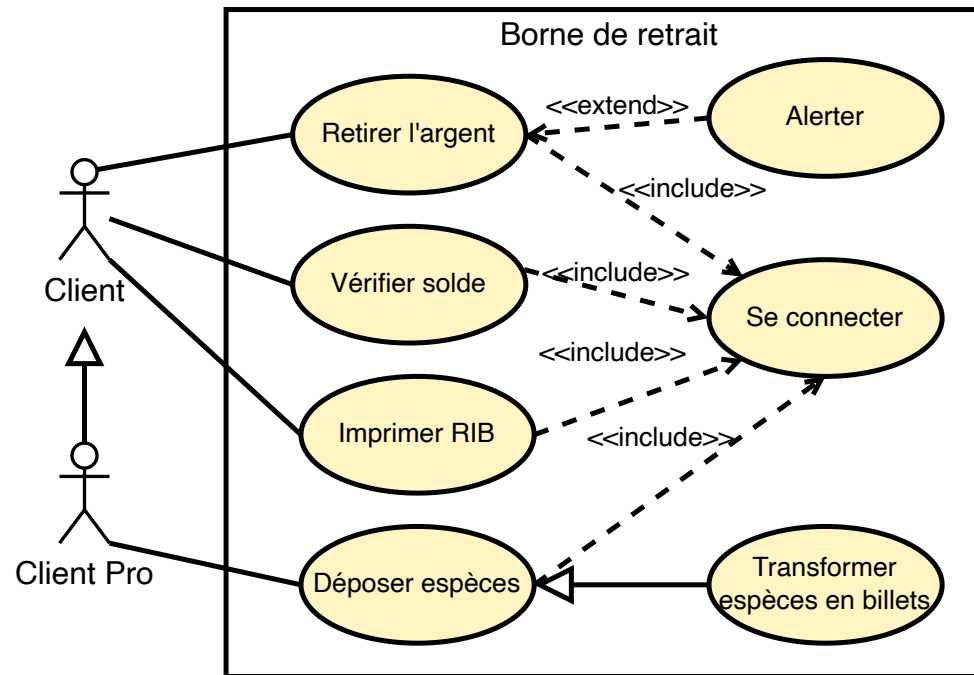 Borne de retrait
Retirer l'argent
<<extend>>
Alerter
<<include>>
Client
Vérifier solde
<<include>>
Se connecter
<<include>>
Imprimer RIB
<<include>>
Client Pro
Déposer espèces
Transformer
espèces en billets